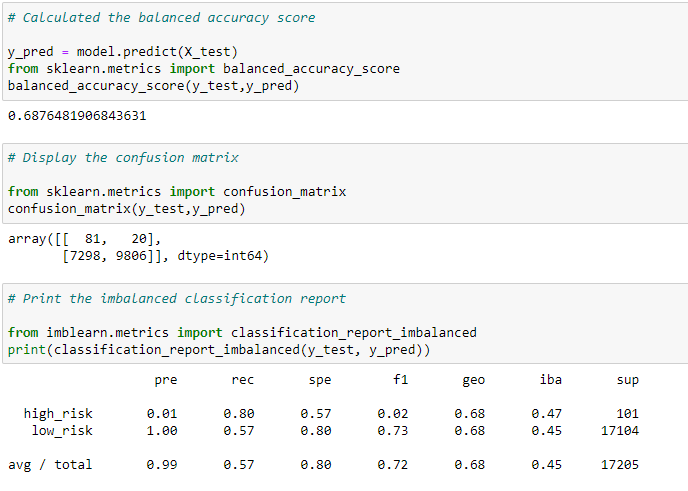 # Calculated the balanced accuracy score
y_pred = model.predict(X_test)
from sklearn.metrics import balanced_accuracy_score
balanced_accuracy_score(y_test,y_pred)
0.6876481906843631
# Display the confusion matrix
from sklearn.metrics import confusion_matrix
confusion_matrix(y_test,y_pred)
array([[  81,   20],
       [7298, 9806]], dtype=int64)
# Print the imbalanced classification report
from imblearn.metrics import classification_report_imbalanced
print(classification_report_imbalanced(y_test, y_pred))
pre rec spe f1 geo iba sup
high_risk 0.01 0.80 0.57 0.02 0.68 0.47 101
low_risk 1.00 0.57 0.80 0.73 0.68 0.45 17104
avg / total 0.99 0.57 0.80 0.72 0.68 0.45 17205